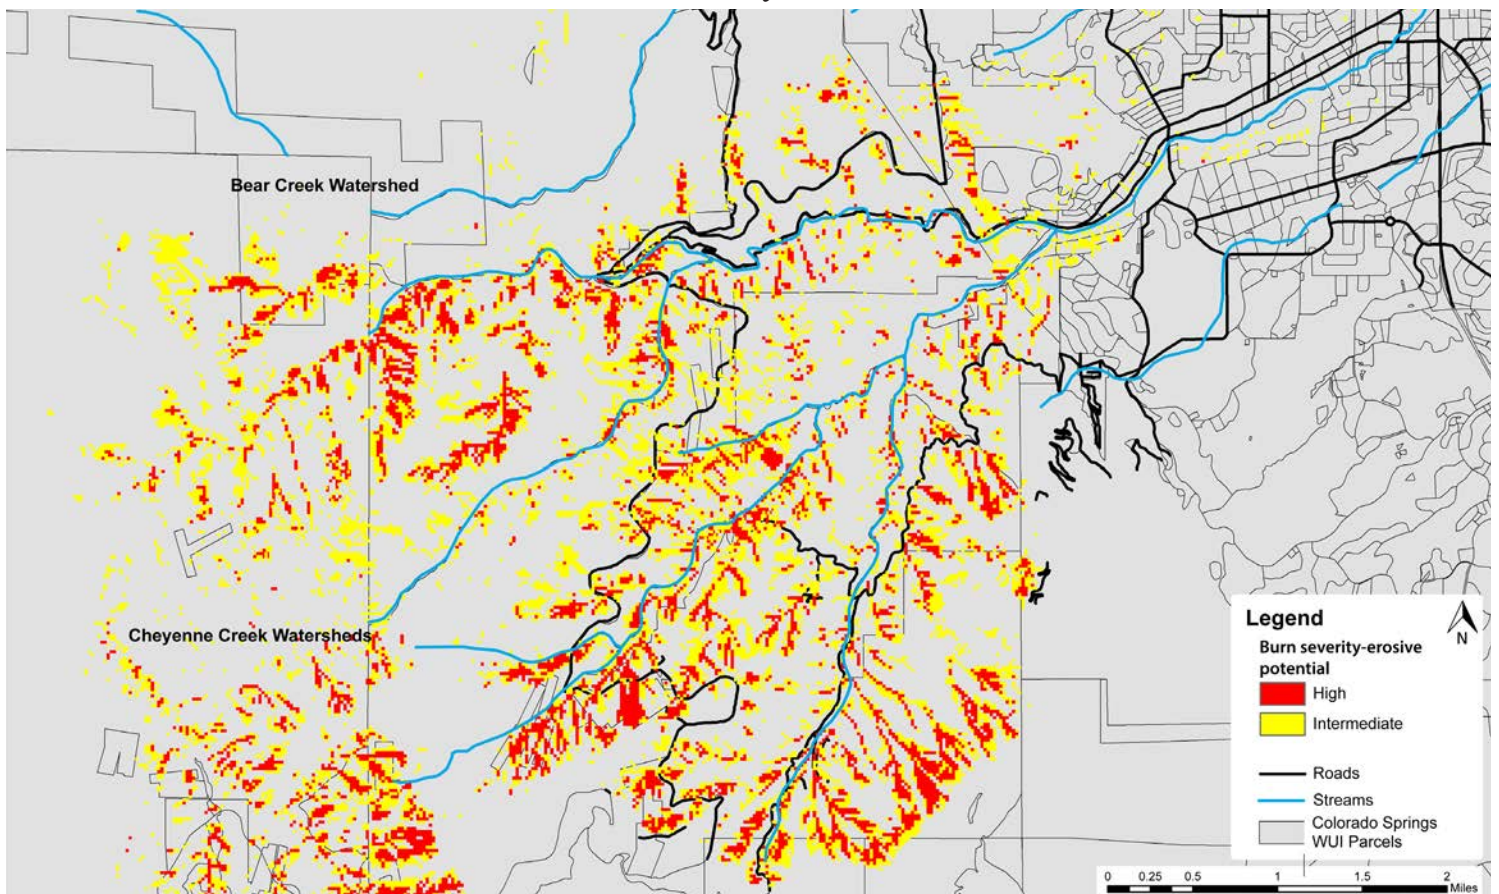 Bear Creek Watershed
Cheyenne Creek Watersheds
Legend
N
Burn severity-erosive
potential
High
Intermediate
Roads
Streams
Colorado Springs
WUI Parcels
0 0.25 0.5 1 1.5 2
Miles